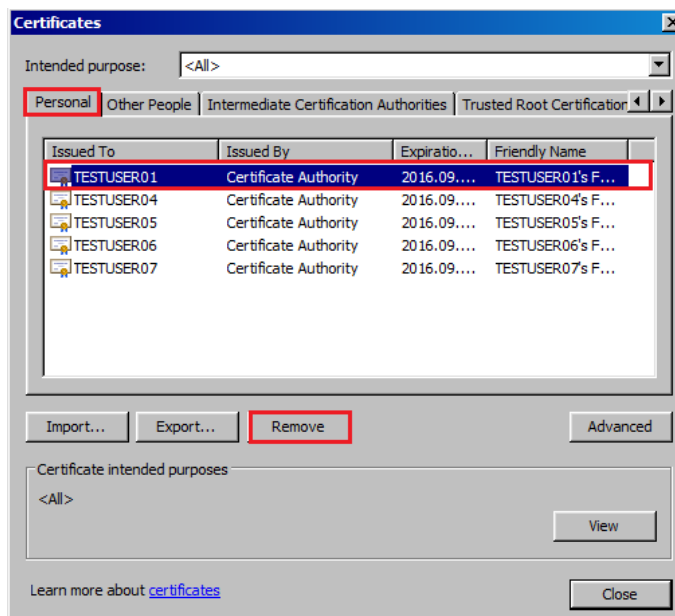 Certificates
Intended purpose: <All>
Personal Other People Intermediate Certification Authorities Trusted Root Certification
Issued To Issued By Expiratio... Friendly Name
TESTUSER01 Certificate Authority 2016.09.... TESTUSER01's F...
TESTUSER04 Certificate Authority 2016.09.... TESTUSER04's F...
TESTUSER05 Certificate Authority 2016.09.... TESTUSER05's F...
TESTUSER06 Certificate Authority 2016.09.... TESTUSER06's F...
TESTUSER07 Certificate Authority 2016.09.... TESTUSER07's F...
Import... Export... Remove Advanced
Certificate intended purposes
<All>
View
Learn more about certificates
Close